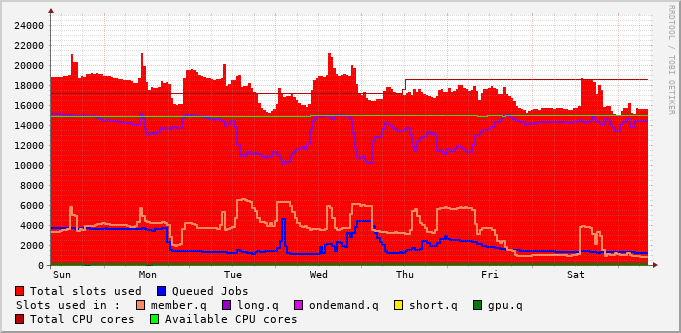 24000
22000
20000
18000
16000
14000
12000
10000
8000
6000
4000
2000
0
Sun Mon Tue Wed Thu Fri Sat
RRDTOOL / TOBI OETIKER
Total slots used Queued Jobs
Slots used in : member.q long.q ondemand.q short.q gpu.q
Total CPU cores Available CPU cores